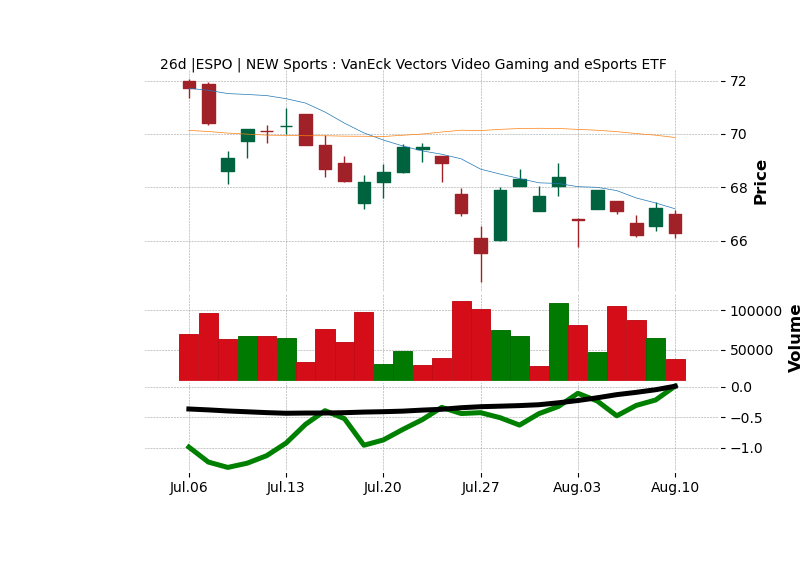 26d |ESPO | NEW Sports : VanEck Vectors Video Gaming and eSports ETF
72
70
68
66
Price
100000
50000
Volume
0.0
−0.5
−1.0
Jul.06 Jul.13 Jul.20 Jul.27 Aug.03 Aug.10